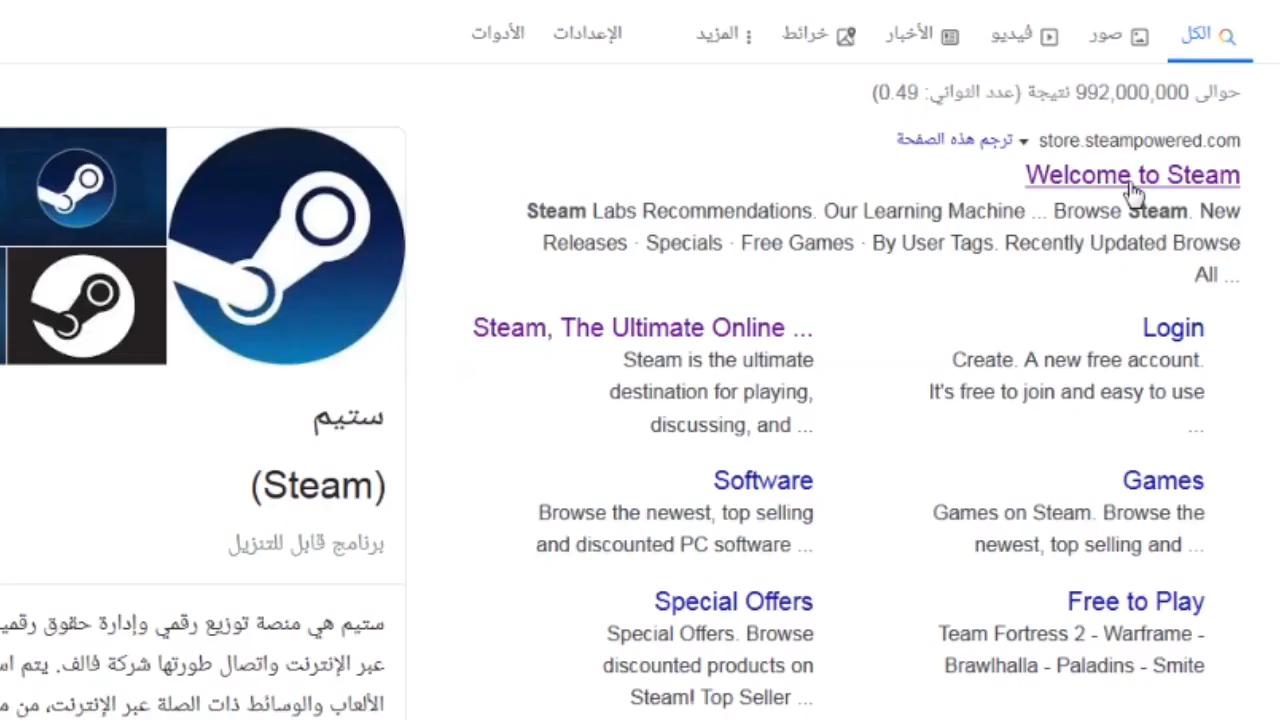 الكل صور فيديو الأخبار خرائط المزيد الإعدادات الأدوات
حوالى 992,000,000 نتيجة (عدد الثواني: 0.49)
store.steampowered.com ترجم هذه الصفحة
Welcome to Steam
Steam Labs Recommendations. Our Learning Machine ... Browse Steam. New
Releases · Specials · Free Games · By User Tags. Recently Updated Browse
All ...
Login
Create. A new free account.
It's free to join and easy to use
...
Steam, The Ultimate Online ...
Steam is the ultimate
destination for playing,
discussing, and ...
Games
Games on Steam. Browse the
newest, top selling and ...
Software
Browse the newest, top selling
and discounted PC software ...
Free to Play
Team Fortress 2 - Warframe -
Brawlhalla - Paladins - Smite
Special Offers
Special Offers. Browse
discounted products on
Steam! Top Seller ...
ستيم
(Steam)
برنامج قابل للتنزيل
ستيم هي منصة توزيع رقمي وإدارة حقوق
عبر الإنترنت واتصال طورتها شركة فالف. يتم
الألعاب والوسائط ذات الصلة عبر الإنترنت، من